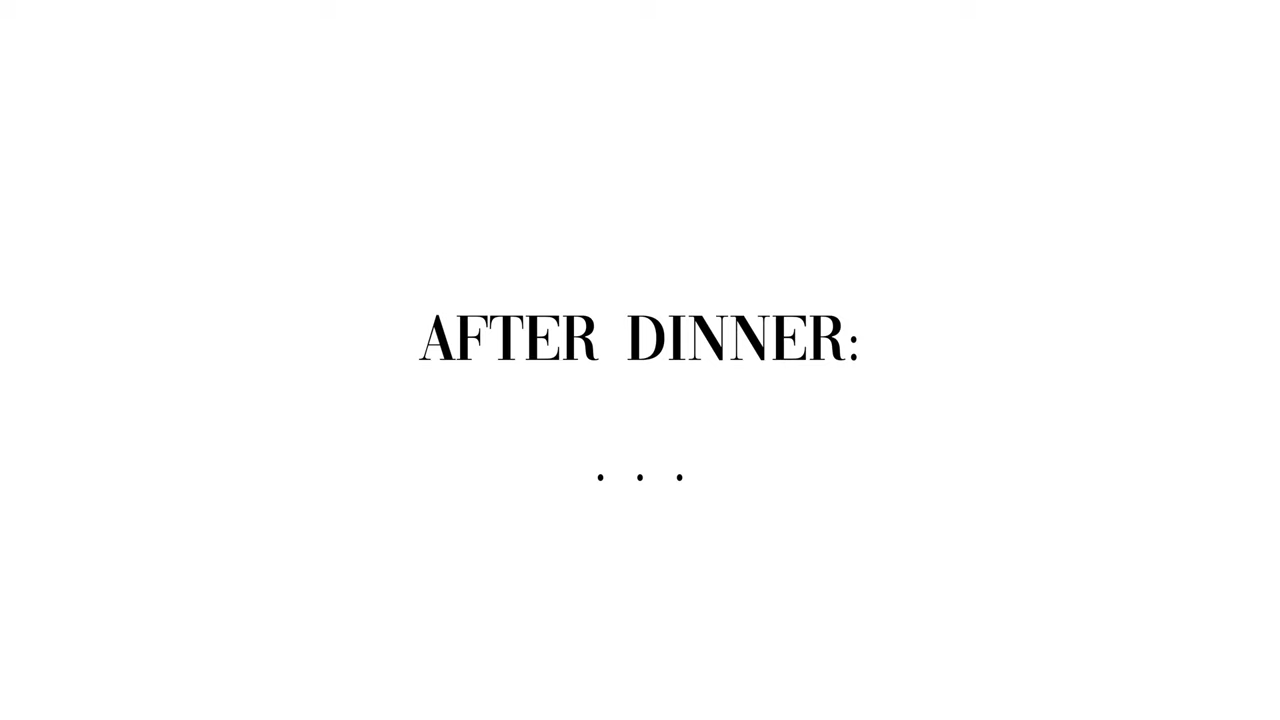 AFTER DINNER:
. . .